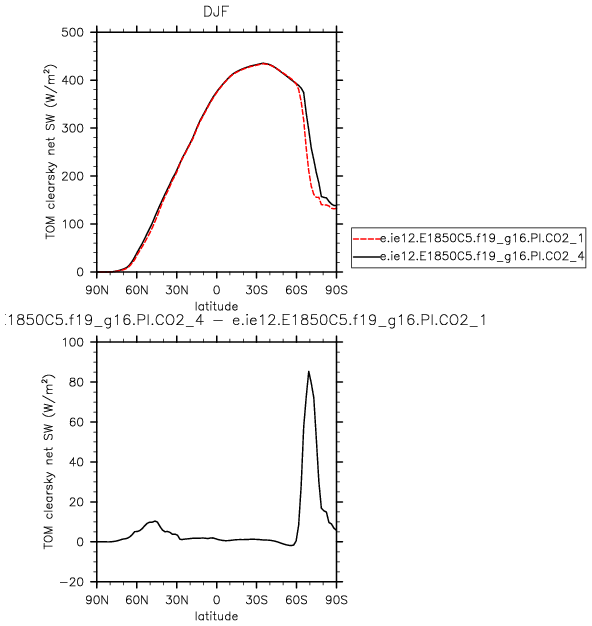 DJF
TOM clearsky net SW (W/m²)
500
400
300
200
100
0
90N 60N 30N 0 30S 60S 90S
latitude
e.ie12.E1850C5.f19_g16.PI.CO2_1
e.ie12.E1850C5.f19_g16.PI.CO2_4
:1850C5.f19_g16.PI.CO2_4 − e.ie12.E1850C5.f19_g16.PI.CO2_1
TOM clearsky net SW (W/m²)
100
80
60
40
20
0
−20
90N 60N 30N 0 30S 60S 90S
latitude